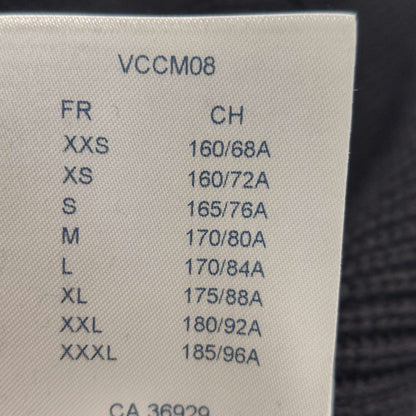 VCCM08
FR CH
XXS 160/68A
XS 160/72A
S 165/76A
M 170/80A
L 170/84A
XL 175/88A
XXL 180/92A
XXXL 185/96A
CA 36929